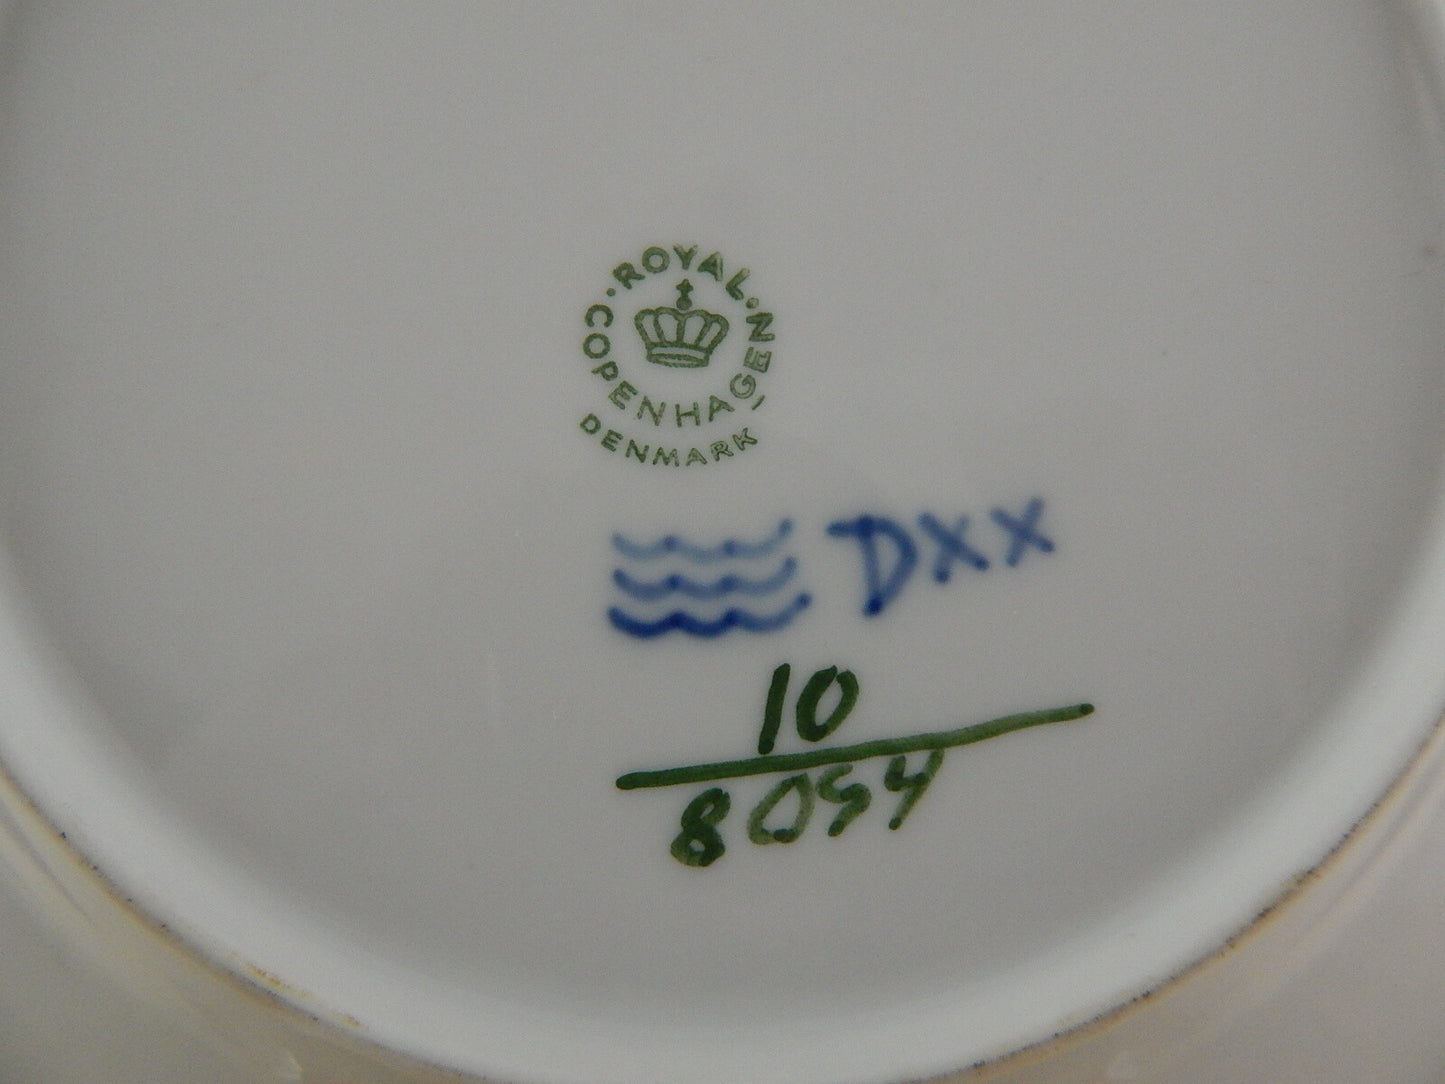 ·ROYAL·
COPENHAGEN
DENMARK
DXX
10
8054